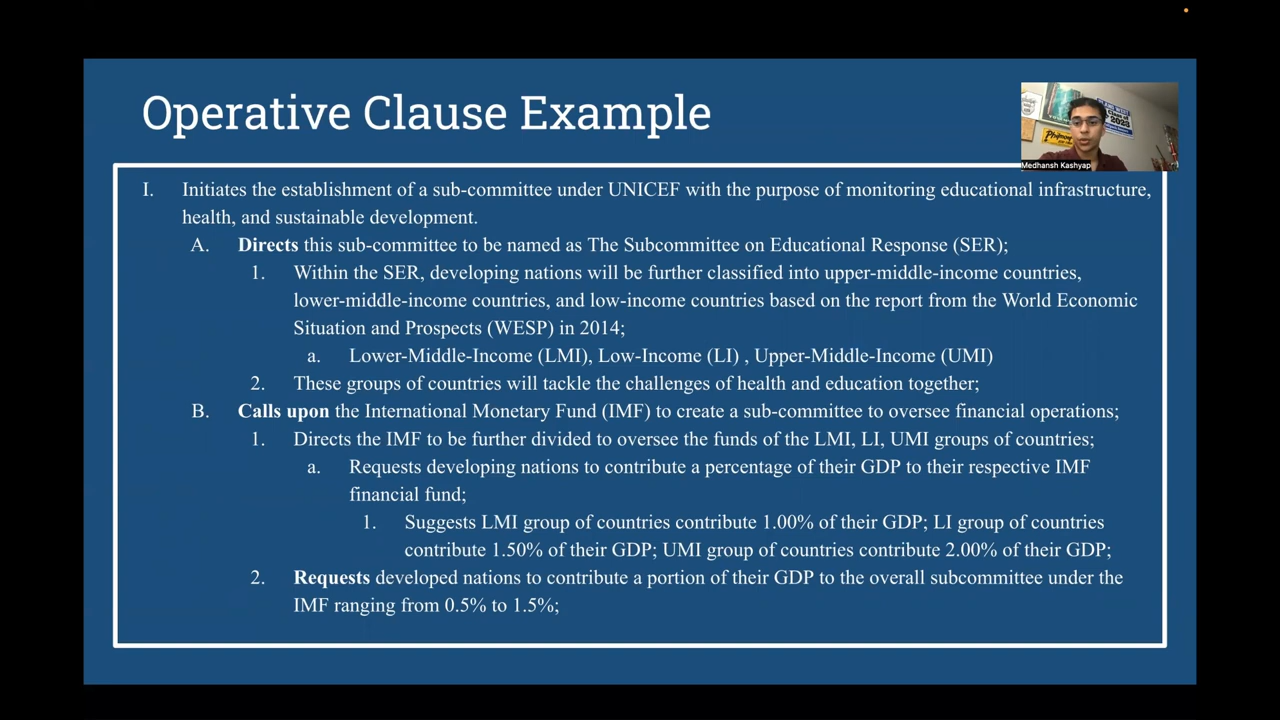 Operative Clause Example
Medhansh Kashyap
I. Initiates the establishment of a sub-committee under UNICEF with the purpose of monitoring educational infrastructure,
health, and sustainable development.
A. Directs this sub-committee to be named as The Subcommittee on Educational Response (SER);
1. Within the SER, developing nations will be further classified into upper-middle-income countries,
lower-middle-income countries, and low-income countries based on the report from the World Economic
Situation and Prospects (WESP) in 2014;
a. Lower-Middle-Income (LMI), Low-Income (LI) , Upper-Middle-Income (UMI)
2. These groups of countries will tackle the challenges of health and education together;
B. Calls upon the International Monetary Fund (IMF) to create a sub-committee to oversee financial operations;
1. Directs the IMF to be further divided to oversee the funds of the LMI, LI, UMI groups of countries;
a. Requests developing nations to contribute a percentage of their GDP to their respective IMF
financial fund;
1. Suggests LMI group of countries contribute 1.00% of their GDP; LI group of countries
contribute 1.50% of their GDP; UMI group of countries contribute 2.00% of their GDP;
2. Requests developed nations to contribute a portion of their GDP to the overall subcommittee under the
IMF ranging from 0.5% to 1.5%;